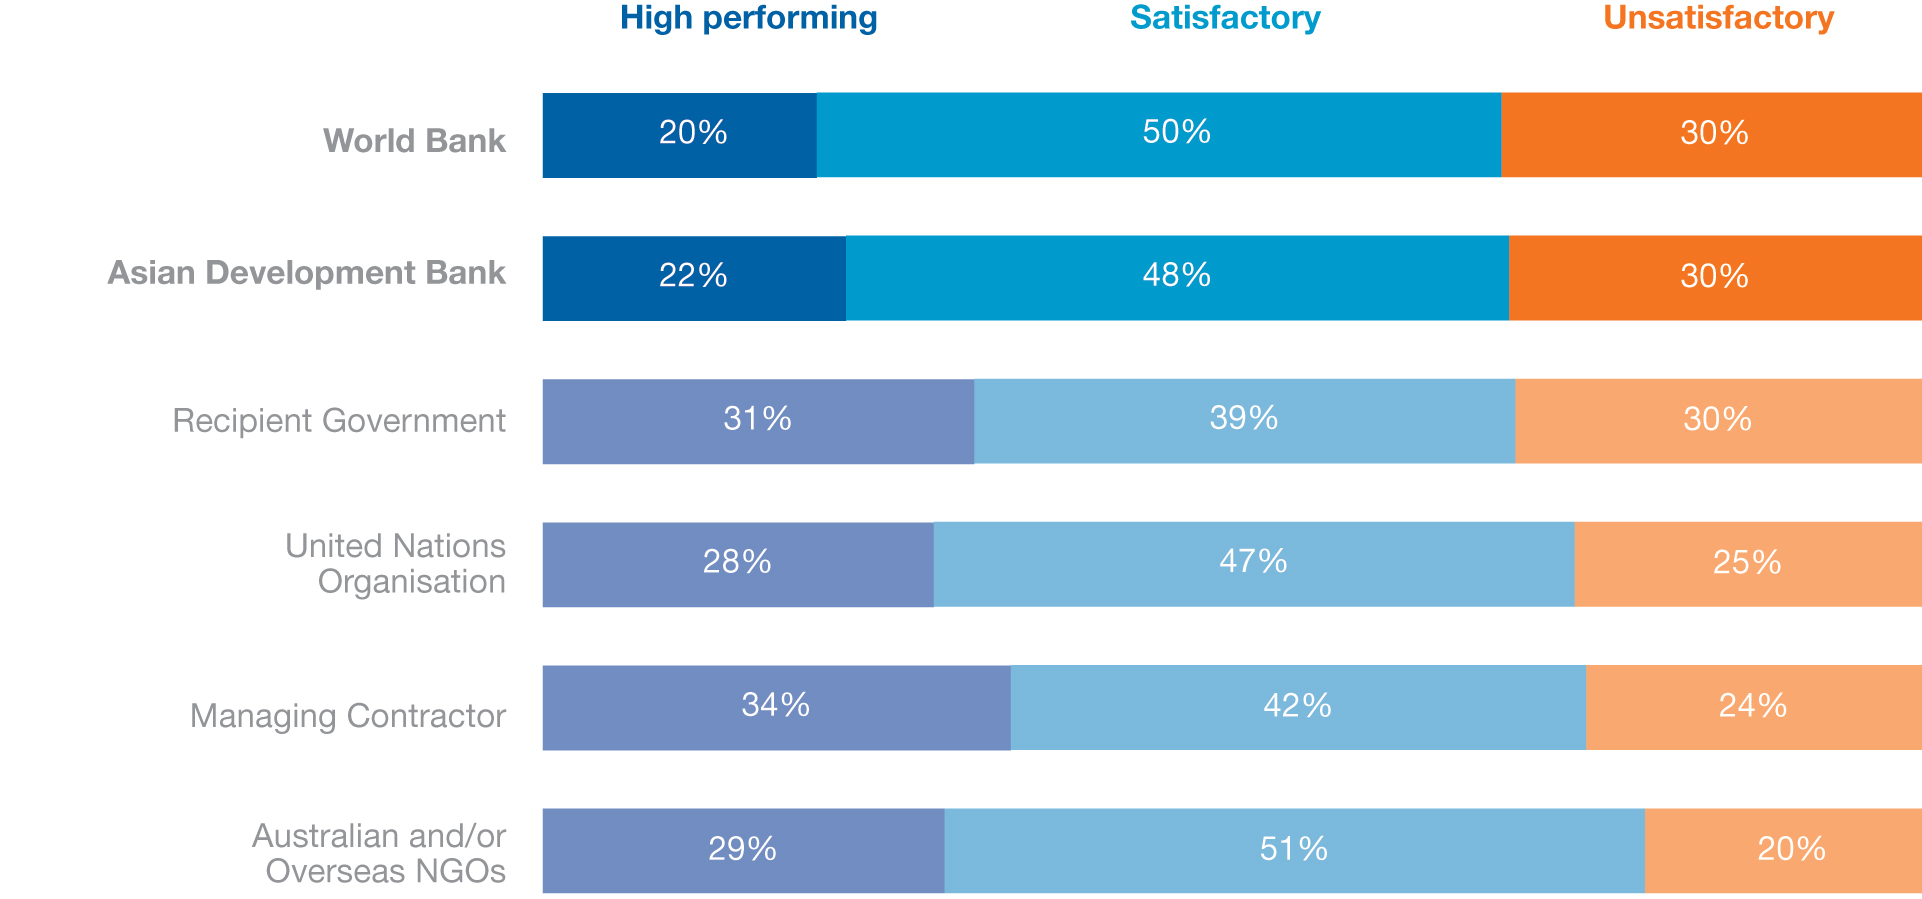 High performing Satisfactory Unsatisfactory
World Bank 20% 50% 30%
Asian Development Bank 22% 48% 30%
Recipient Government 31% 39% 30%
United Nations
Organisation 28% 47% 25%
Managing Contractor 34% 42% 24%
Australian and/or
Overseas NGOs 29% 51% 20%